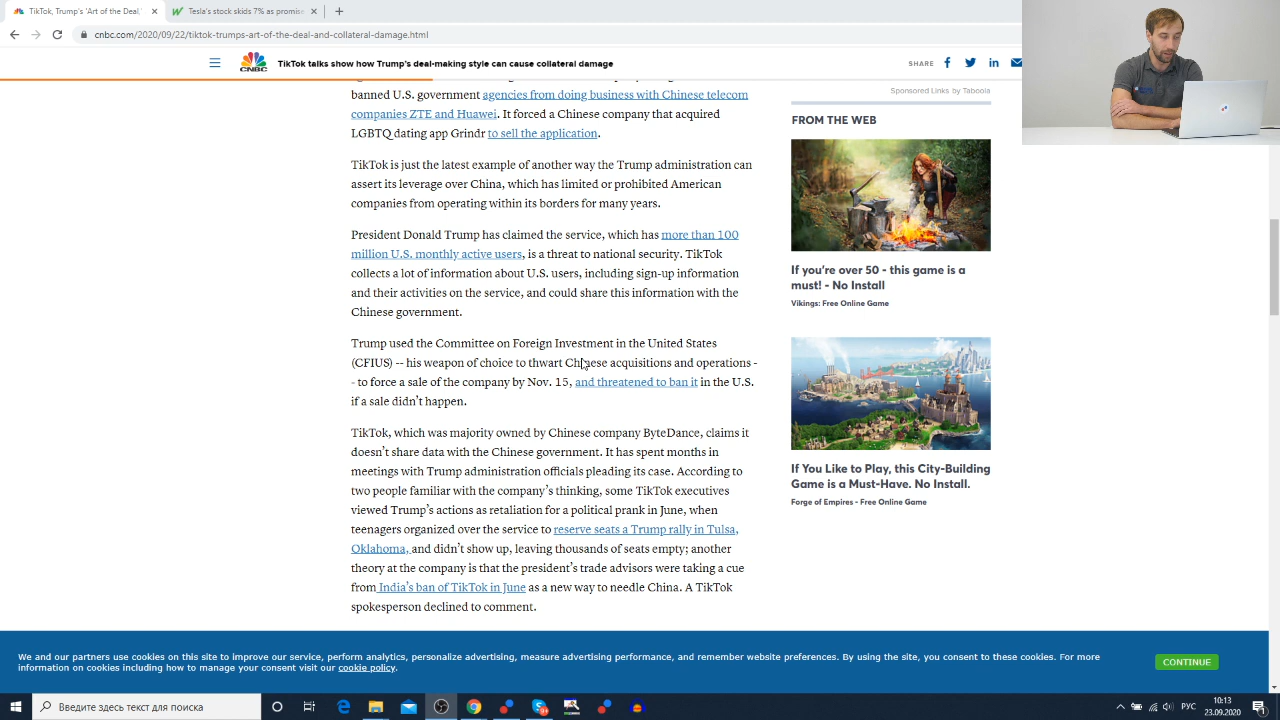 TikTok, Trump's 'Art of the Deal,
Tesla's stock skids 7% as some
cnbc.com/2020/09/22/tiktok-trumps-art-of-the-deal-and-collateral-damage.html
CNBC
TikTok talks show how Trump's deal-making style can cause collateral damage
SHARE
banned U.S. government agencies from doing business with Chinese telecom
companies ZTE and Huawei. It forced a Chinese company that acquired
LGBTQ dating app Grindr to sell the application.
TikTok is just the latest example of another way the Trump administration can
assert its leverage over China, which has limited or prohibited American
companies from operating within its borders for many years.
President Donald Trump has claimed the service, which has more than 100
million U.S. monthly active users, is a threat to national security. TikTok
collects a lot of information about U.S. users, including sign-up information
and their activities on the service, and could share this information with the
Chinese government.
Trump used the Committee on Foreign Investment in the United States
(CFIUS) -- his weapon of choice to thwart Chinese acquisitions and operations -
- to force a sale of the company by Nov. 15, and threatened to ban it in the U.S.
if a sale didn't happen.
TikTok, which was majority owned by Chinese company ByteDance, claims it
doesn't share data with the Chinese government. It has spent months in
meetings with Trump administration officials pleading its case. According to
two people familiar with the company's thinking, some TikTok executives
viewed Trump's actions as retaliation for a political prank in June, when
teenagers organized over the service to reserve seats a Trump rally in Tulsa,
Oklahoma, and didn't show up, leaving thousands of seats empty; another
theory at the company is that the president's trade advisors were taking a cue
from India's ban of TikTok in June as a new way to needle China. A TikTok
spokesperson declined to comment.
Sponsored Links by Taboola
FROM THE WEB
If you're over 50 - this game is a
must! - No Install
Vikings: Free Online Game
If You Like to Play, this City-Building
Game is a Must-Have. No Install.
Forge of Empires - Free Online Game
We and our partners use cookies on this site to improve our service, perform analytics, personalize advertising, measure advertising performance, and remember website preferences. By using the site, you consent to these cookies. For more
information on cookies including how to manage your consent visit our cookie policy.
CONTINUE
Введите здесь текст для поиска
РУС
10:13
23.09.2020